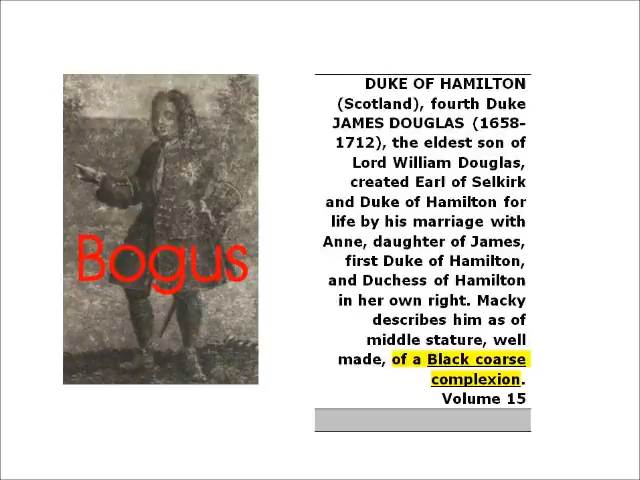 Bogus
DUKE OF HAMILTON
(Scotland), fourth Duke
JAMES DOUGLAS (1658-
1712), the eldest son of
Lord William Douglas,
created Earl of Selkirk
and Duke of Hamilton for
life by his marriage with
Anne, daughter of James,
first Duke of Hamilton,
and Duchess of Hamilton
in her own right. Macky
describes him as of
middle stature, well
made, of a Black coarse
complexion.
Volume 15